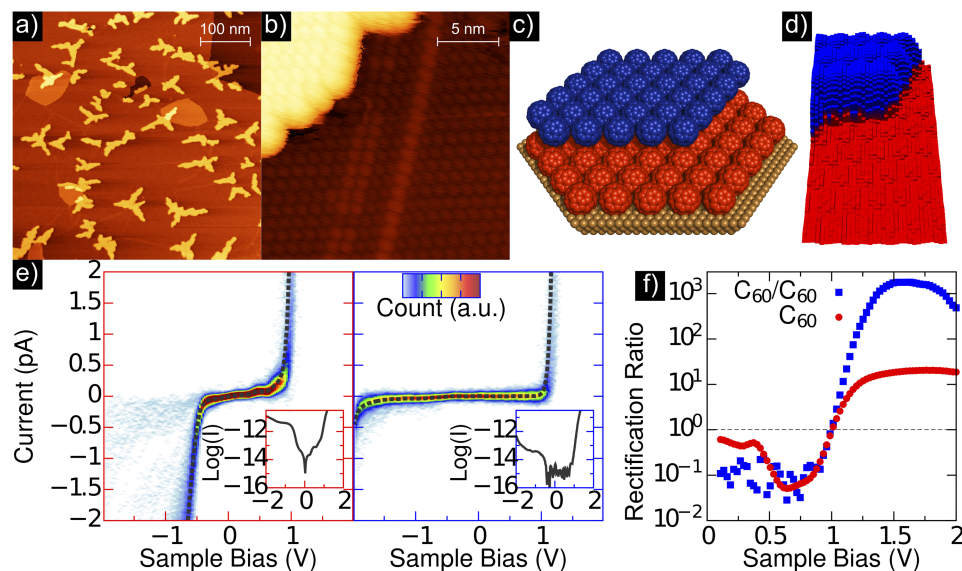 a)
100 nm
b)
5 nm
c)
d)
e)
Current (pA)
2
1.5
1
0.5
0
−0.5
−1
−1.5
−2
−1 0 1
Sample Bias (V)
Log(I)
−12
−14
−16
−2 0 2
Count (a.u.)
−1 0 1
Sample Bias (V)
Log(I)
−12
−14
−16
−2 0 2
f)
Rectification Ratio
10³
10²
10¹
10⁰
10⁻¹
10⁻²
C₆₀/C₆₀
C₆₀
0 0.5 1 1.5 2
Sample Bias (V)